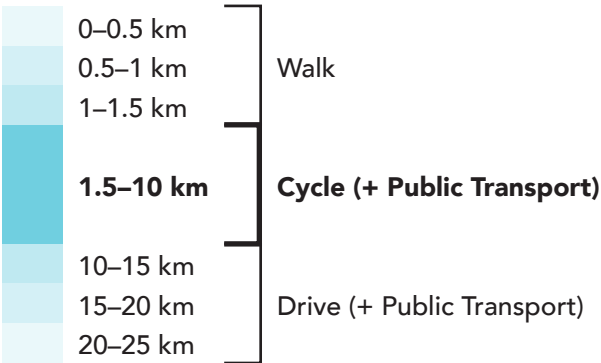 0–0.5 km
0.5–1 km
Walk
1–1.5 km
1.5–10 km
Cycle (+ Public Transport)
10–15 km
15–20 km
Drive (+ Public Transport)
20–25 km